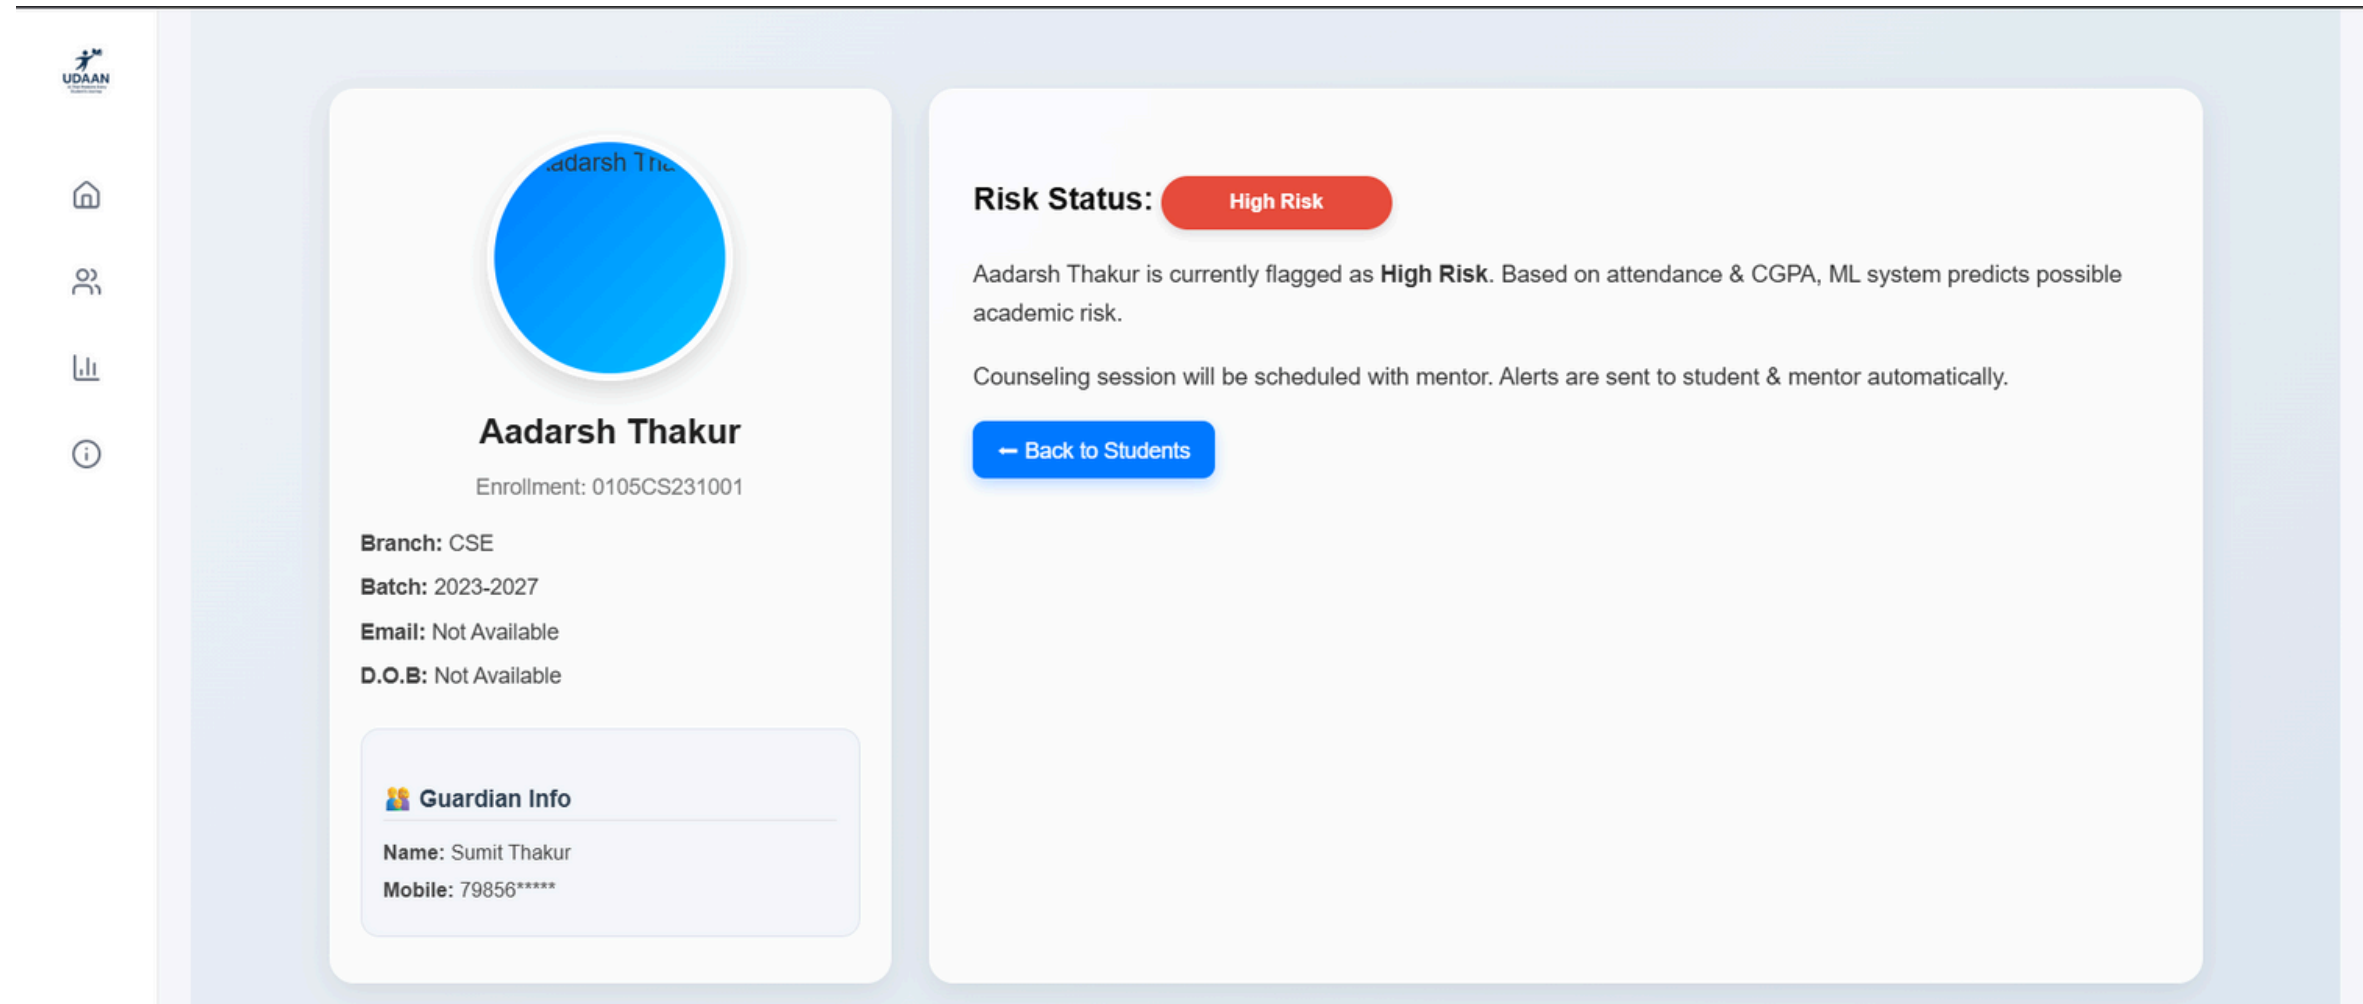 UDAAN
adarsh Tha
Aadarsh Thakur
Enrollment: 0105CS231001
Branch: CSE
Batch: 2023-2027
Email: Not Available
D.O.B: Not Available
Guardian Info
Name: Sumit Thakur
Mobile: 79856*****
Risk Status: High Risk
Aadarsh Thakur is currently flagged as High Risk. Based on attendance & CGPA, ML system predicts possible
academic risk.
Counseling session will be scheduled with mentor. Alerts are sent to student & mentor automatically.
← Back to Students